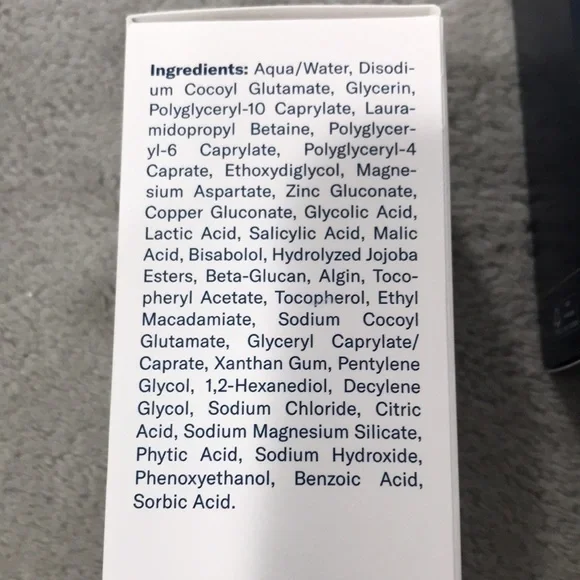 Ingredients: Aqua/Water, Disodi-
um Cocoyl Glutamate, Glycerin,
Polyglyceryl-10 Caprylate, Laura-
midopropyl Betaine, Polyglycer-
yl-6 Caprylate, Polyglyceryl-4
Caprate, Ethoxydiglycol, Magne-
sium Aspartate, Zinc Gluconate,
Copper Gluconate, Glycolic Acid,
Lactic Acid, Salicylic Acid, Malic
Acid, Bisabolol, Hydrolyzed Jojoba
Esters, Beta-Glucan, Algin, Toco-
pheryl Acetate, Tocopherol, Ethyl
Macadamiate, Sodium Cocoyl
Glutamate, Glyceryl Caprylate/
Caprate, Xanthan Gum, Pentylene
Glycol, 1,2-Hexanediol, Decylene
Glycol, Sodium Chloride, Citric
Acid, Sodium Magnesium Silicate,
Phytic Acid, Sodium Hydroxide,
Phenoxyethanol, Benzoic Acid,
Sorbic Acid.